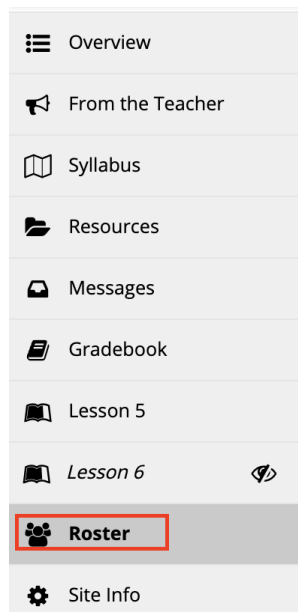 Overview
From the Teacher
Syllabus
Resources
Messages
Gradebook
Lesson 5
Lesson 6
Roster
Site Info